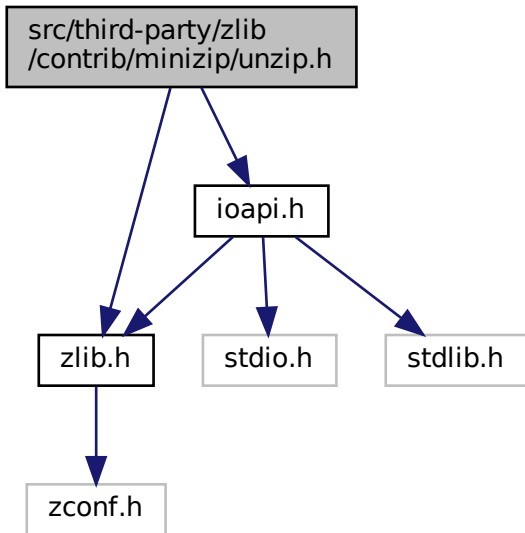 src/third-party/zlib
/contrib/minizip/unzip.h
ioapi.h
zlib.h
stdio.h
stdlib.h
zconf.h